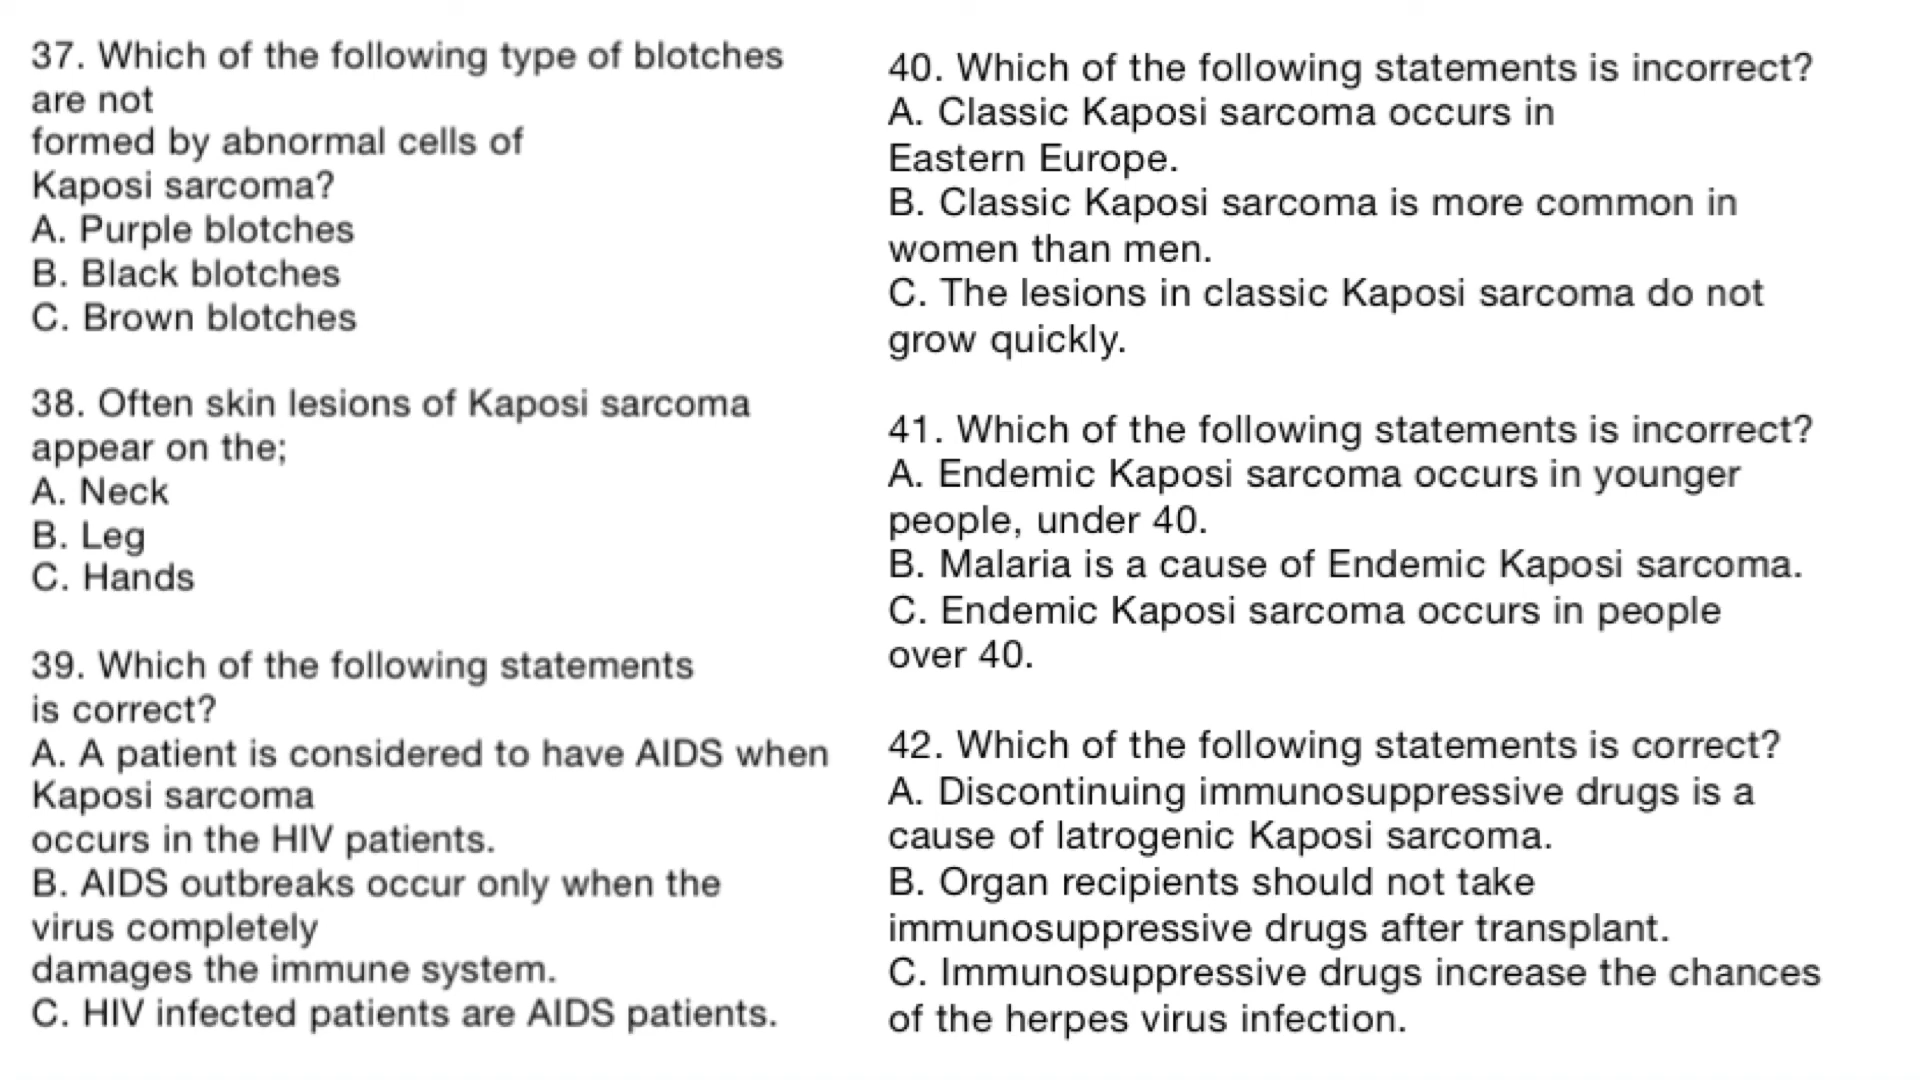 37. Which of the following type of blotches
are not
formed by abnormal cells of
Kaposi sarcoma?
A. Purple blotches
B. Black blotches
C. Brown blotches
38. Often skin lesions of Kaposi sarcoma
appear on the;
A. Neck
B. Leg
C. Hands
39. Which of the following statements
is correct?
A. A patient is considered to have AIDS when
Kaposi sarcoma
occurs in the HIV patients.
B. AIDS outbreaks occur only when the
virus completely
damages the immune system.
C. HIV infected patients are AIDS patients.
40. Which of the following statements is incorrect?
A. Classic Kaposi sarcoma occurs in
Eastern Europe.
B. Classic Kaposi sarcoma is more common in
women than men.
C. The lesions in classic Kaposi sarcoma do not
grow quickly.
41. Which of the following statements is incorrect?
A. Endemic Kaposi sarcoma occurs in younger
people, under 40.
B. Malaria is a cause of Endemic Kaposi sarcoma.
C. Endemic Kaposi sarcoma occurs in people
over 40.
42. Which of the following statements is correct?
A. Discontinuing immunosuppressive drugs is a
cause of Iatrogenic Kaposi sarcoma.
B. Organ recipients should not take
immunosuppressive drugs after transplant.
C. Immunosuppressive drugs increase the chances
of the herpes virus infection.